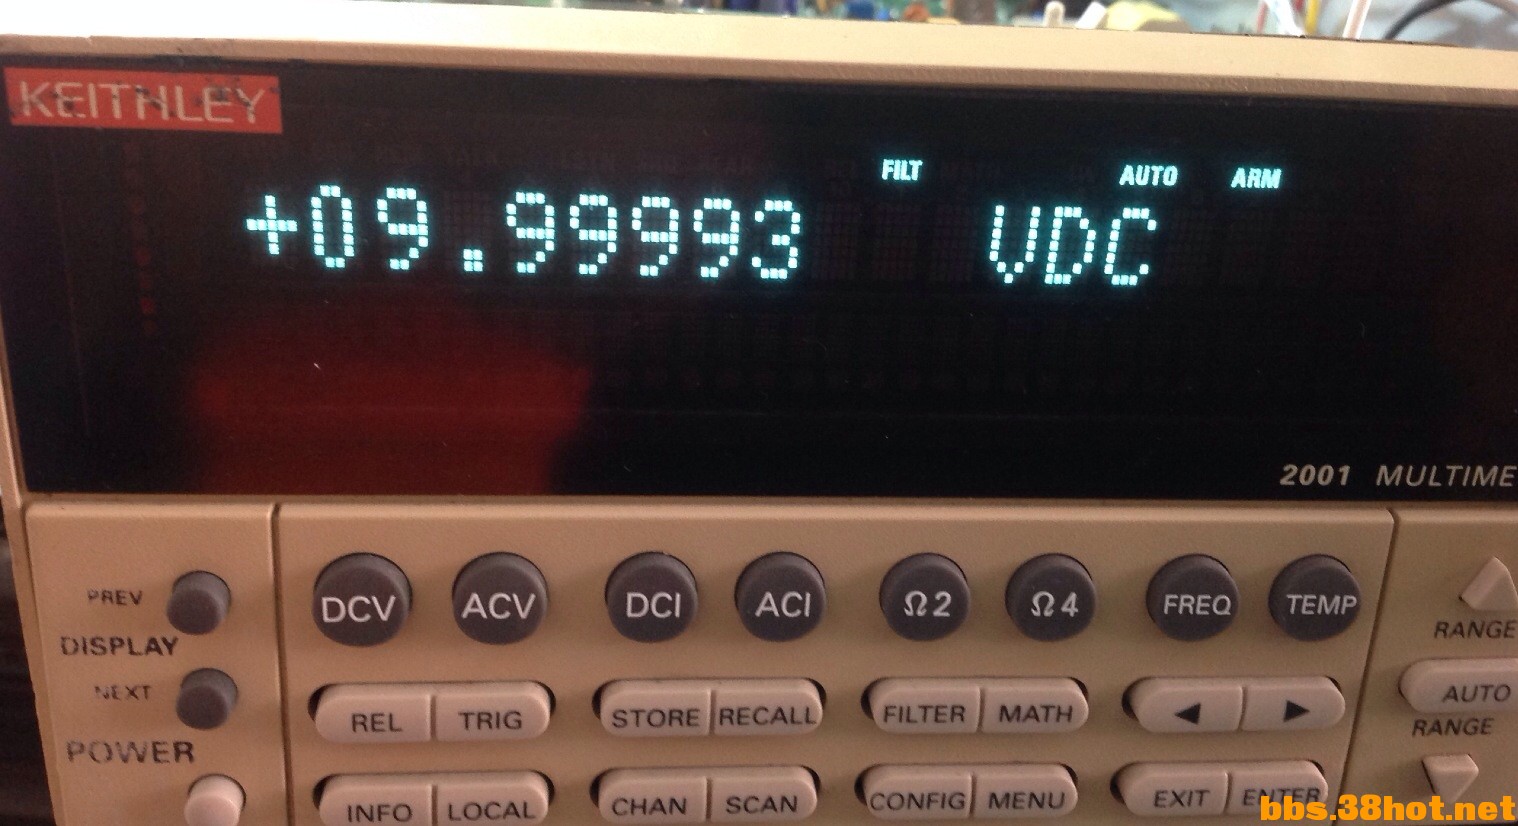 KEITHLEY
FILT AUTO ARM
+09.99993 VDC
2001 MULTIME
DCV ACV DCI ACI Ω2 Ω4 FREQ TEMP
PREV
DISPLAY
RANGE
NEXT
REL TRIG STORE RECALL FILTER MATH ◀ ▶ AUTO
RANGE
POWER
INFO LOCAL CHAN SCAN CONFIG MENU EXIT ENTER
bbs.38hot.net